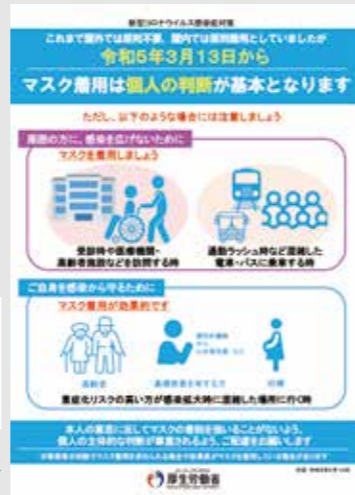 新型コロナウイルス感染症対策
これまで屋外では原則不要、屋内では原則着用としていましたが
令和5年3月13日から
マスク着用は個人の判断が基本となります
ただし、以下のような場合には注意しましょう
周囲の方に、感染を広げないために
マスクを着用しましょう
受診時や医療機関・
高齢者施設などを訪問する時
通勤ラッシュ時など混雑した
電車・バスに乗車する時
ご自身を感染から守るために
マスク着用が効果的です
高齢者
基礎疾患を有する方
妊婦
重症化リスクの高い方が感染拡大時に混雑した場所に行く時
本人の意思に反してマスクの着脱を強いることがないよう、
個人の主体的な判断が尊重されるよう、ご配慮をお願いします
厚生労働省